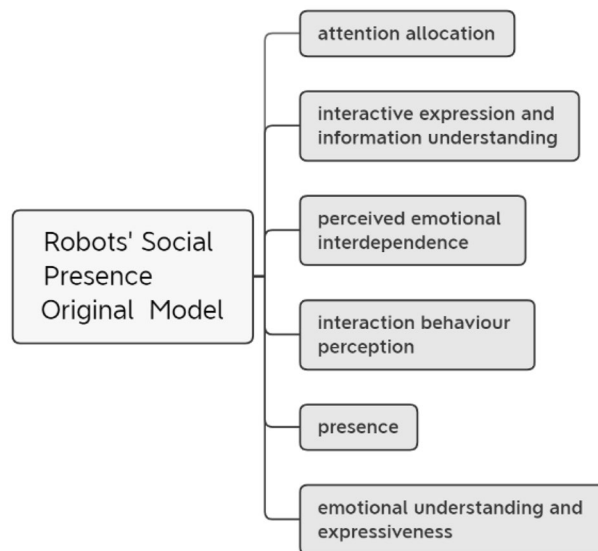 attention allocation
interactive expression and
information understanding
perceived emotional
interdependence
Robots' Social
Presence
Original Model
interaction behaviour
perception
presence
emotional understanding and
expressiveness